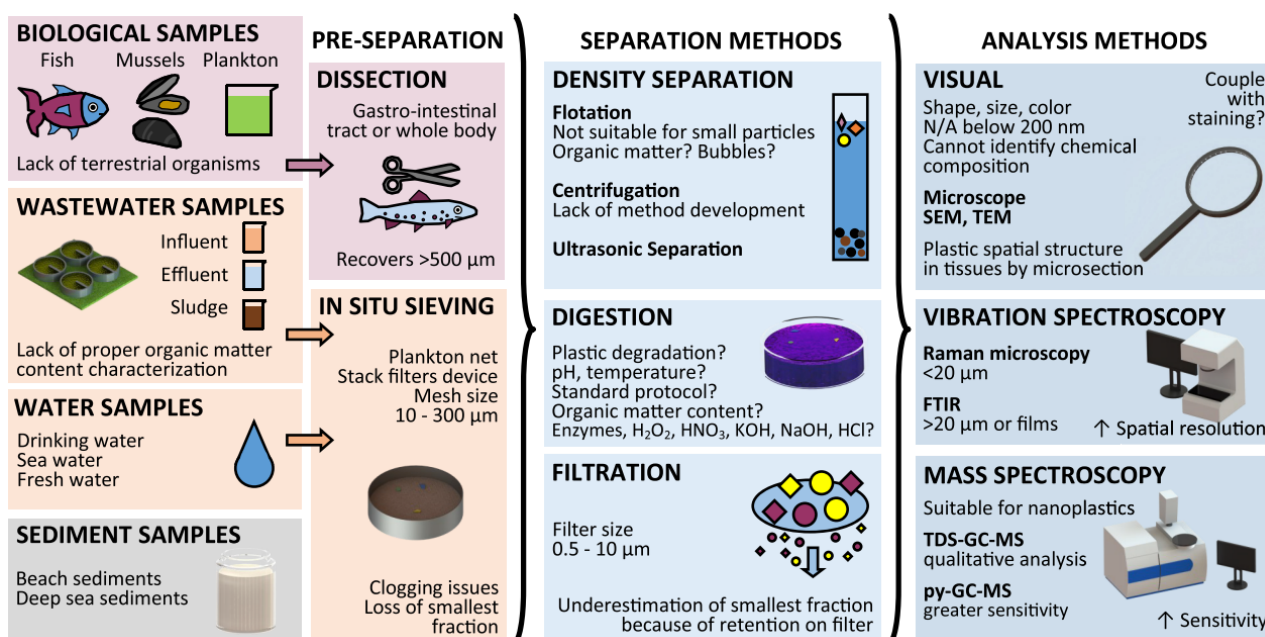 BIOLOGICAL SAMPLES
Fish Mussels Plankton
Lack of terrestrial organisms
WASTEWATER SAMPLES
Influent
Effluent
Sludge
Lack of proper organic matter
content characterization
WATER SAMPLES
Drinking water
Sea water
Fresh water
SEDIMENT SAMPLES
Beach sediments
Deep sea sediments
PRE-SEPARATION
DISSECTION
Gastro-intestinal
tract or whole body
Recovers >500 μm
IN SITU SIEVING
Plankton net
Stack filters device
Mesh size
10 - 300 μm
Clogging issues
Loss of smallest
fraction
SEPARATION METHODS
DENSITY SEPARATION
Flotation
Not suitable for small particles
Organic matter? Bubbles?
Centrifugation
Lack of method development
Ultrasonic Separation
DIGESTION
Plastic degradation?
pH, temperature?
Standard protocol?
Organic matter content?
Enzymes, H₂O₂, HNO₃, KOH, NaOH, HCl?
FILTRATION
Filter size
0.5 - 10 μm
Underestimation of smallest fraction
because of retention on filter
ANALYSIS METHODS
VISUAL
Shape, size, color
N/A below 200 nm
Cannot identify chemical
composition
Couple
with
staining?
Microscope
SEM, TEM
Plastic spatial structure
in tissues by microsection
VIBRATION SPECTROSCOPY
Raman microscopy
<20 μm
FTIR
>20 μm or films
↑ Spatial resolution
MASS SPECTROSCOPY
Suitable for nanoplastics
TDS-GC-MS
qualitative analysis
py-GC-MS
greater sensitivity
↑ Sensitivity